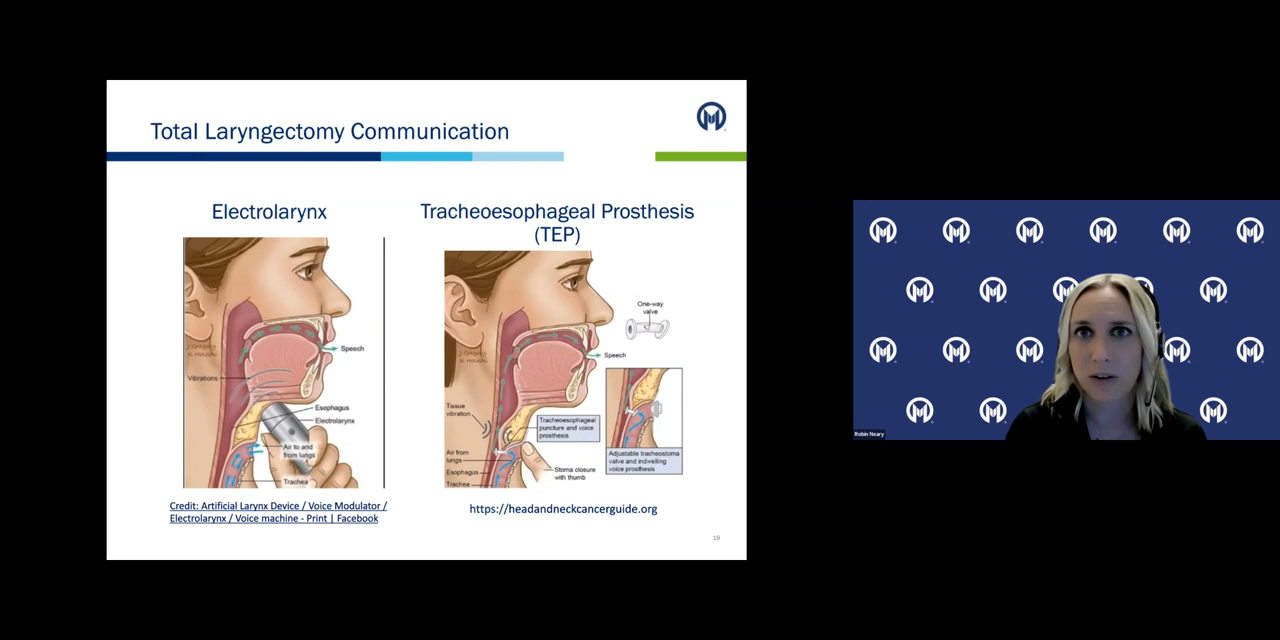 Total Laryngectomy Communication
Electrolarynx
Speech
Vibrations
Esophagus
Electrolarynx
Air to and
from lungs
Trachea
Credit: Artificial Larynx Device / Voice Modulator /
Electrolarynx / Voice machine - Print | Facebook
Tracheoesophageal Prosthesis
(TEP)
One-way
valve
Speech
Tissue
vibration
Tracheoesophageal
puncture and voice
prosthesis
Air from
lungs
Esophagus
Trachea
Stoma closure
with thumb
Adjustable tracheostoma
valve and indwelling
voice prosthesis
https://headandneckcancerguide.org
19
Robin Neary